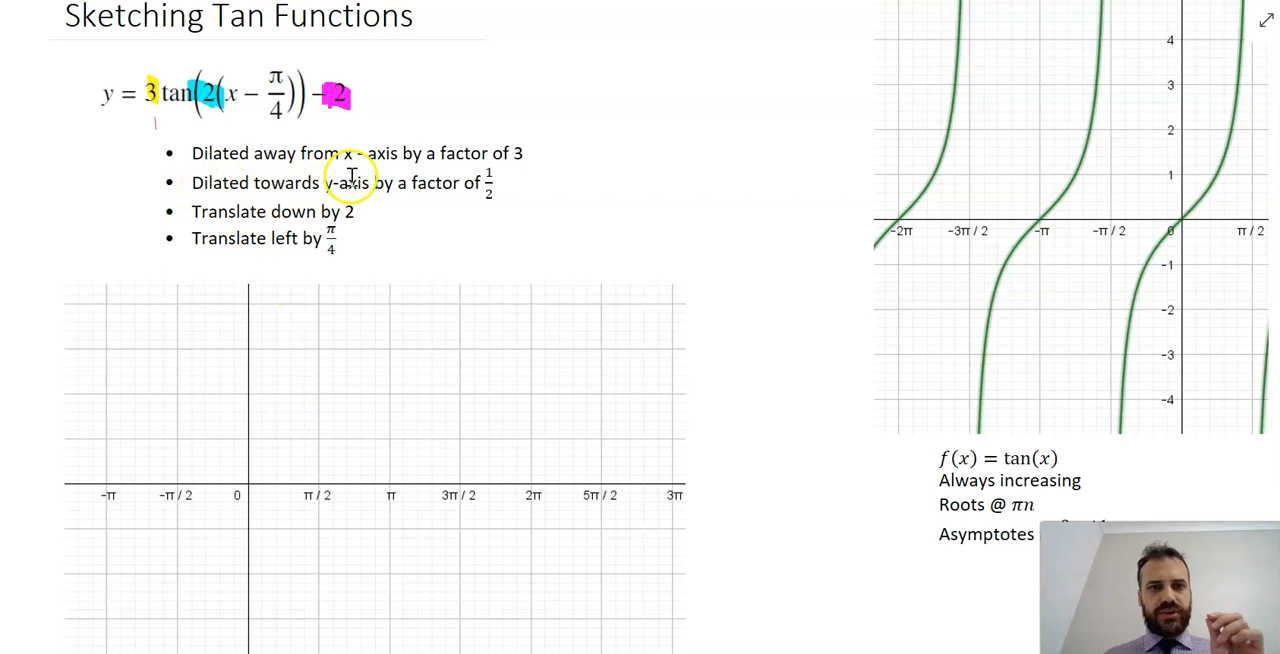 Sketching Tan Functions
y = 3 tan(2(x − π/4)) − 2
• Dilated away from x - axis by a factor of 3
• Dilated towards y-axis by a factor of 1/2
• Translate down by 2
• Translate left by π/4
-π -π / 2 0 π / 2 π 3π / 2 2π 5π / 2 3π
4
3
2
1
-2π -3π / 2 -π -π / 2 0 π / 2
-1
-2
-3
-4
f(x) = tan(x)
Always increasing
Roots @ πn
Asymptotes